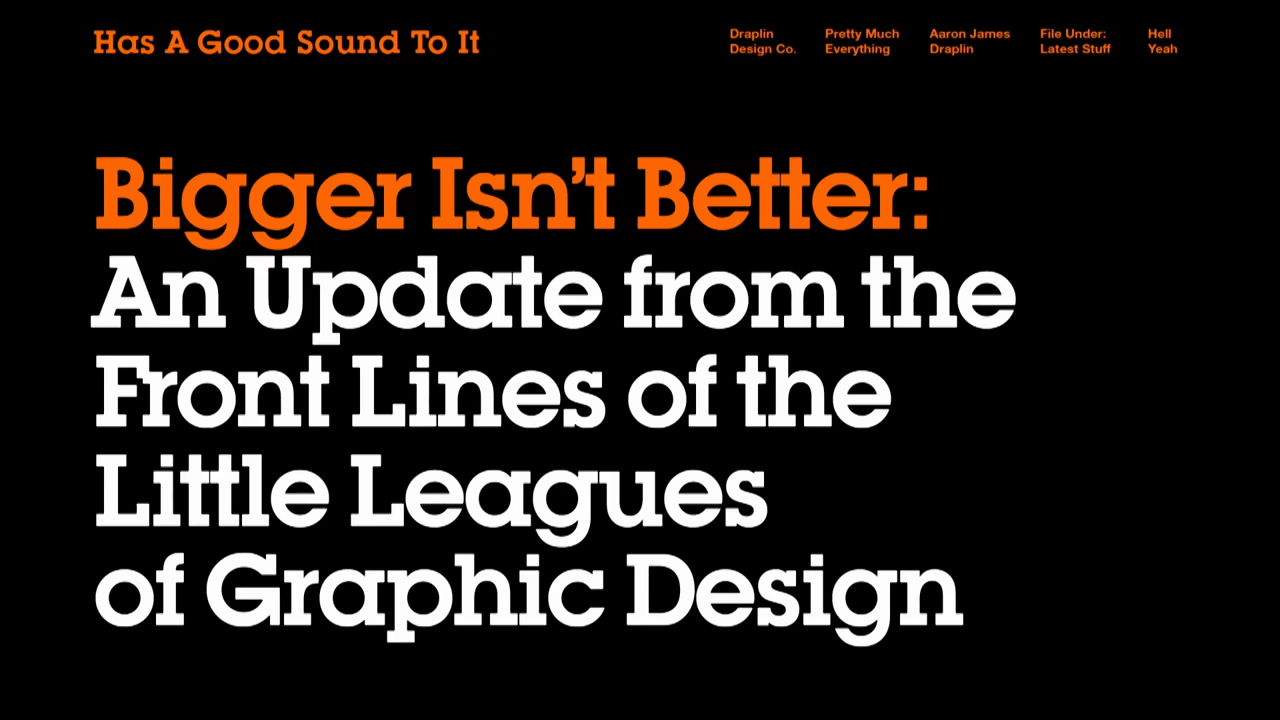 Has A Good Sound To It
Draplin
Design Co.
Pretty Much
Everything
Aaron James
Draplin
File Under:
Latest Stuff
Hell
Yeah
Bigger Isn’t Better:
An Update from the
Front Lines of the
Little Leagues
of Graphic Design